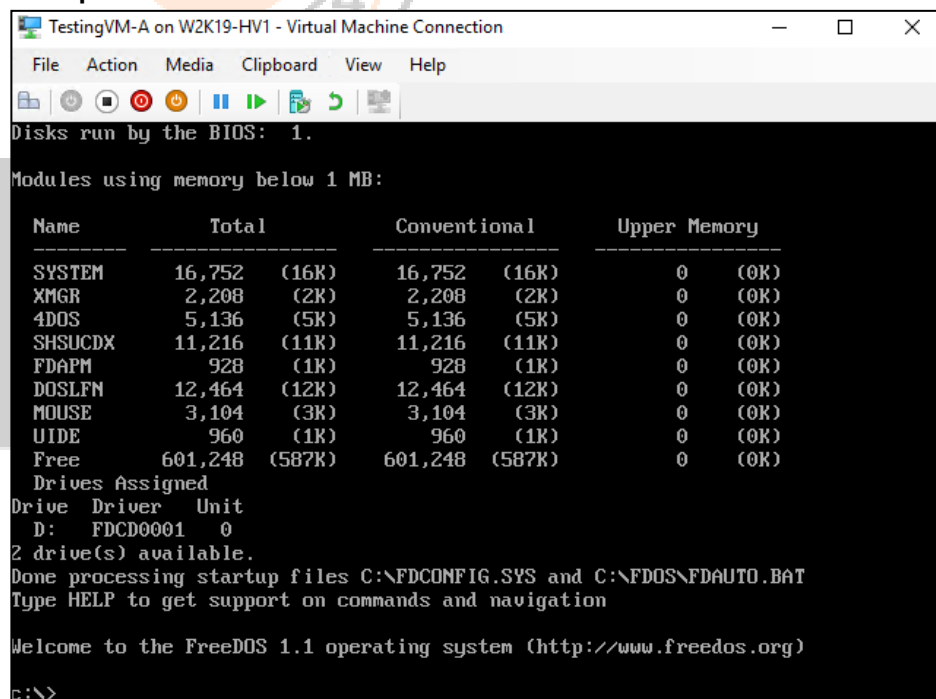 TestingVM-A on W2K19-HV1 - Virtual Machine Connection
File Action Media Clipboard View Help
Disks run by the BIOS: 1.
Modules using memory below 1 MB:
Name Total Conventional Upper Memory
-------- ---------------- ---------------- ----------------
SYSTEM 16,752 (16K) 16,752 (16K) 0 (0K)
XMGR 2,208 (2K) 2,208 (2K) 0 (0K)
4DOS 5,136 (5K) 5,136 (5K) 0 (0K)
SHSUCDX 11,216 (11K) 11,216 (11K) 0 (0K)
FDAPM 928 (1K) 928 (1K) 0 (0K)
DOSLFN 12,464 (12K) 12,464 (12K) 0 (0K)
MOUSE 3,104 (3K) 3,104 (3K) 0 (0K)
UIDE 960 (1K) 960 (1K) 0 (0K)
Free 601,248 (587K) 601,248 (587K) 0 (0K)
Drives Assigned
Drive Driver Unit
D: FDCD0001 0
2 drive(s) available.
Done processing startup files C:\FDCONFIG.SYS and C:\FDOS\FDAUTO.BAT
Type HELP to get support on commands and navigation
Welcome to the FreeDOS 1.1 operating system (http://www.freedos.org)
c:\>